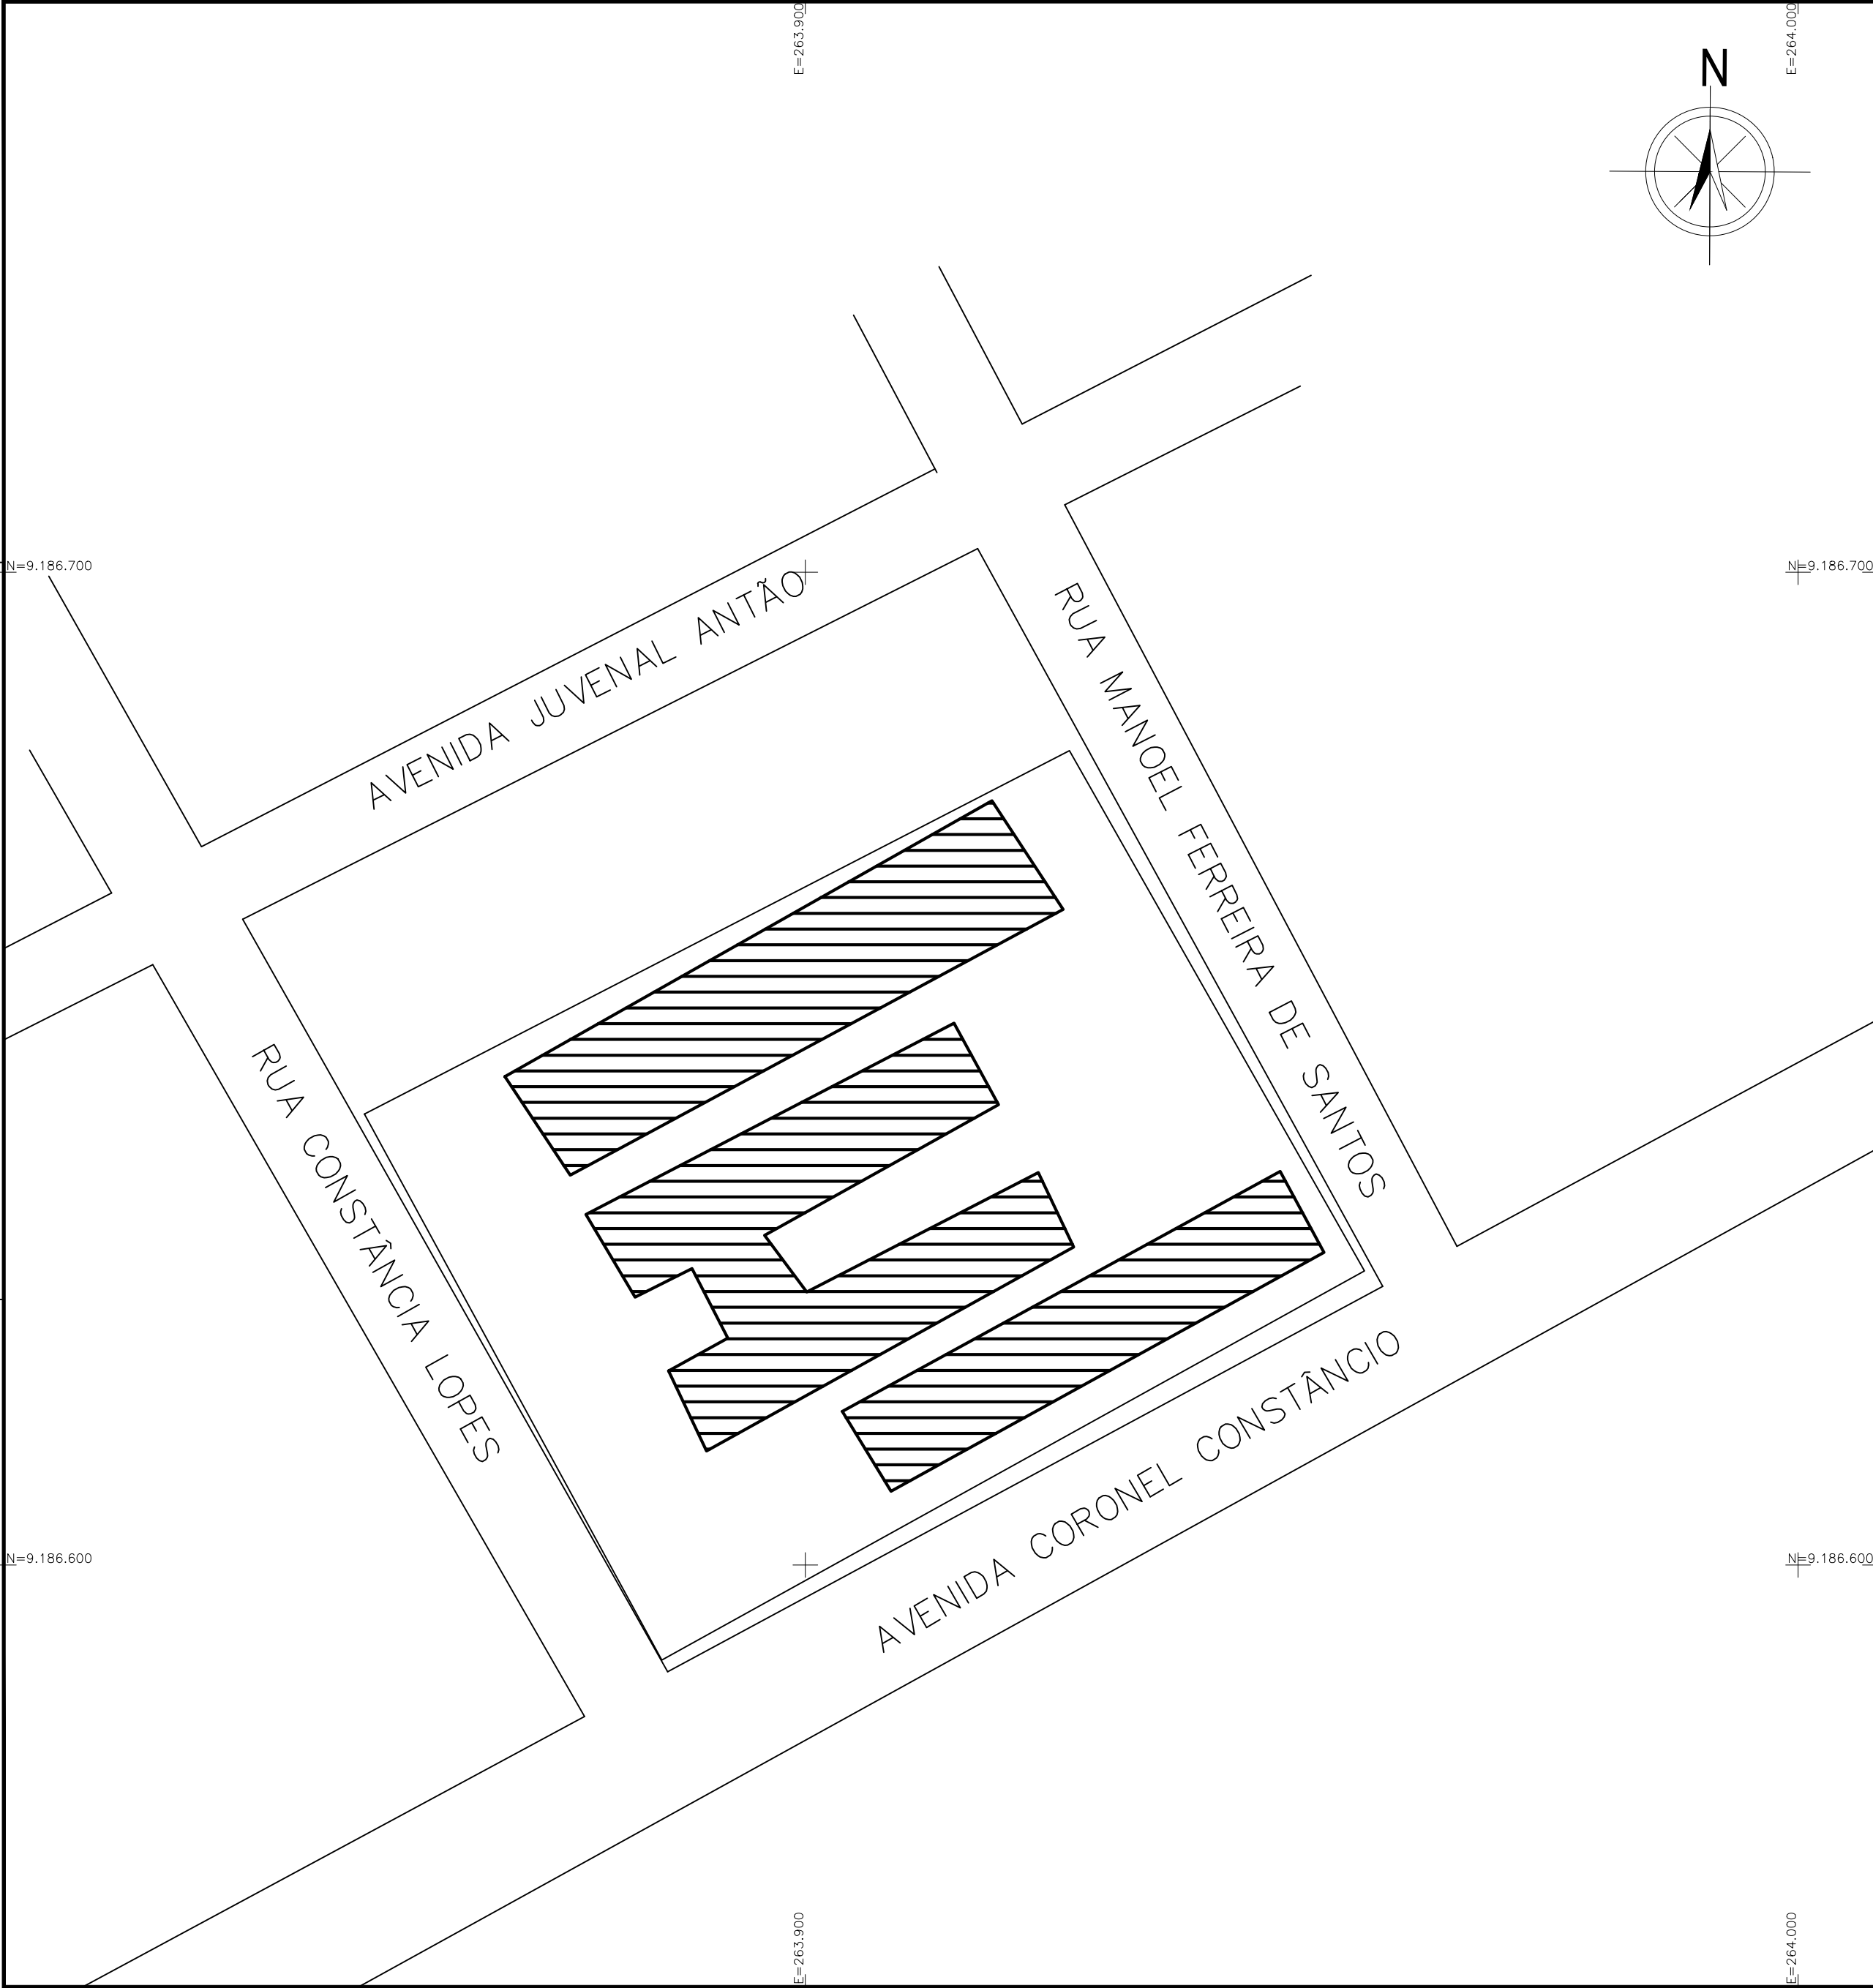 E=263.900
E=264.000
N
N=9.186.700
N=9.186.700
AVENIDA JUVENAL ANTÃO
RUA MANOEL FERREIRA DE SANTOS
RUA CONSTÂNCIA LOPES
AVENIDA CORONEL CONSTÂNCIO
N=9.186.600
N=9.186.600
E=263.900
E=264.000